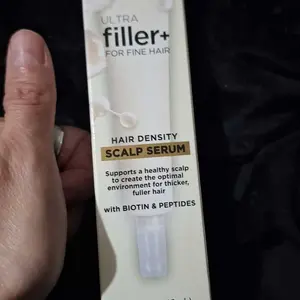 ULTRA
filler+
FOR FINE HAIR
HAIR DENSITY
SCALP SERUM
Supports a healthy scalp
to create the optimal
environment for thicker,
fuller hair
with BIOTIN & PEPTIDES